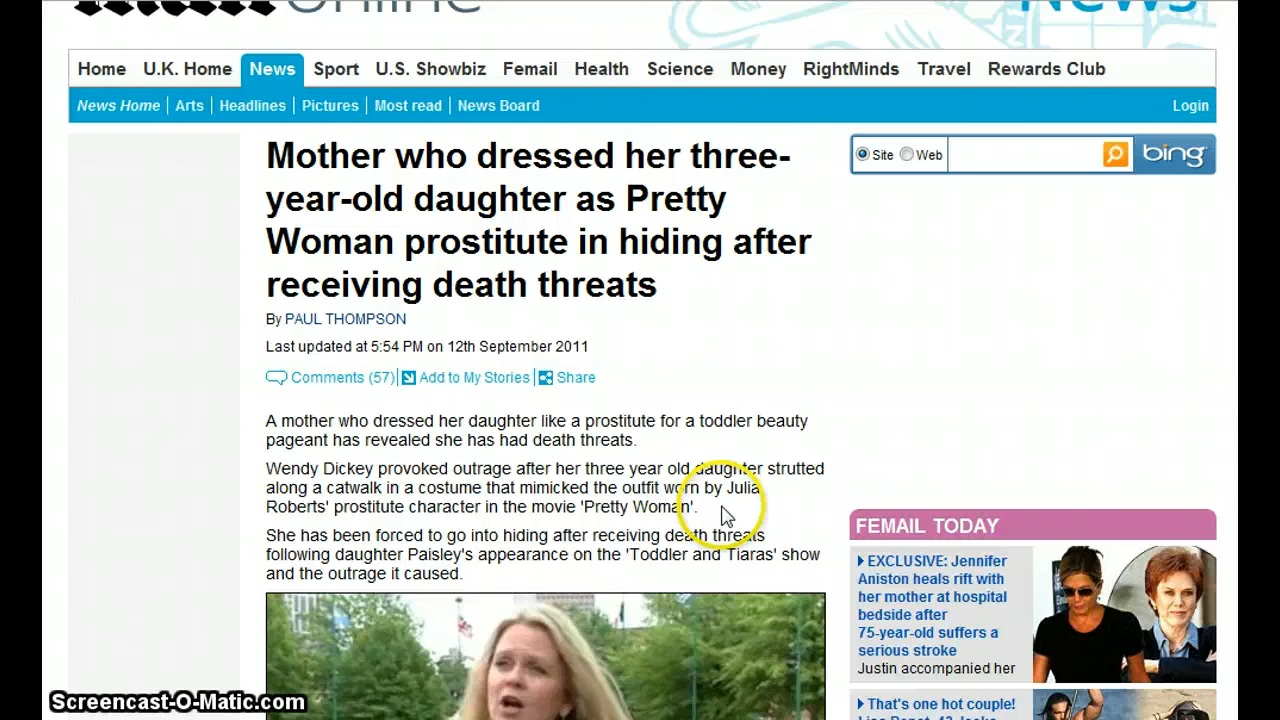 Online
News
Home U.K. Home News Sport U.S. Showbiz Femail Health Science Money RightMinds Travel Rewards Club
News Home Arts Headlines Pictures Most read News Board Login
Mother who dressed her three-
year-old daughter as Pretty
Woman prostitute in hiding after
receiving death threats
By PAUL THOMPSON
Last updated at 5:54 PM on 12th September 2011
Comments (57) Add to My Stories Share
A mother who dressed her daughter like a prostitute for a toddler beauty
pageant has revealed she has had death threats.
Wendy Dickey provoked outrage after her three year old daughter strutted
along a catwalk in a costume that mimicked the outfit worn by Julia
Roberts' prostitute character in the movie 'Pretty Woman'.
She has been forced to go into hiding after receiving death threats
following daughter Paisley's appearance on the 'Toddler and Tiaras' show
and the outrage it caused.
Site Web bing
FEMAIL TODAY
EXCLUSIVE: Jennifer
Aniston heals rift with
her mother at hospital
bedside after
75-year-old suffers a
serious stroke
Justin accompanied her
That's one hot couple!
Screencast-O-Matic.com